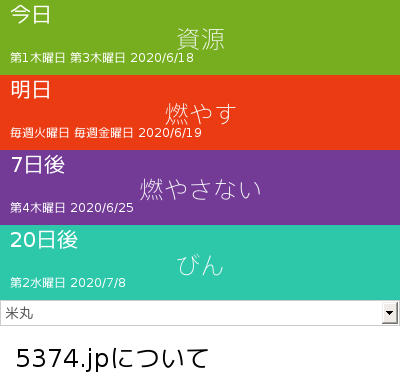 今日
資源
第1木曜日 第3木曜日 2020/6/18
明日
燃やす
毎週火曜日 毎週金曜日 2020/6/19
7日後
燃やさない
第4木曜日 2020/6/25
20日後
びん
第2水曜日 2020/7/8
米丸
5374.jpについて